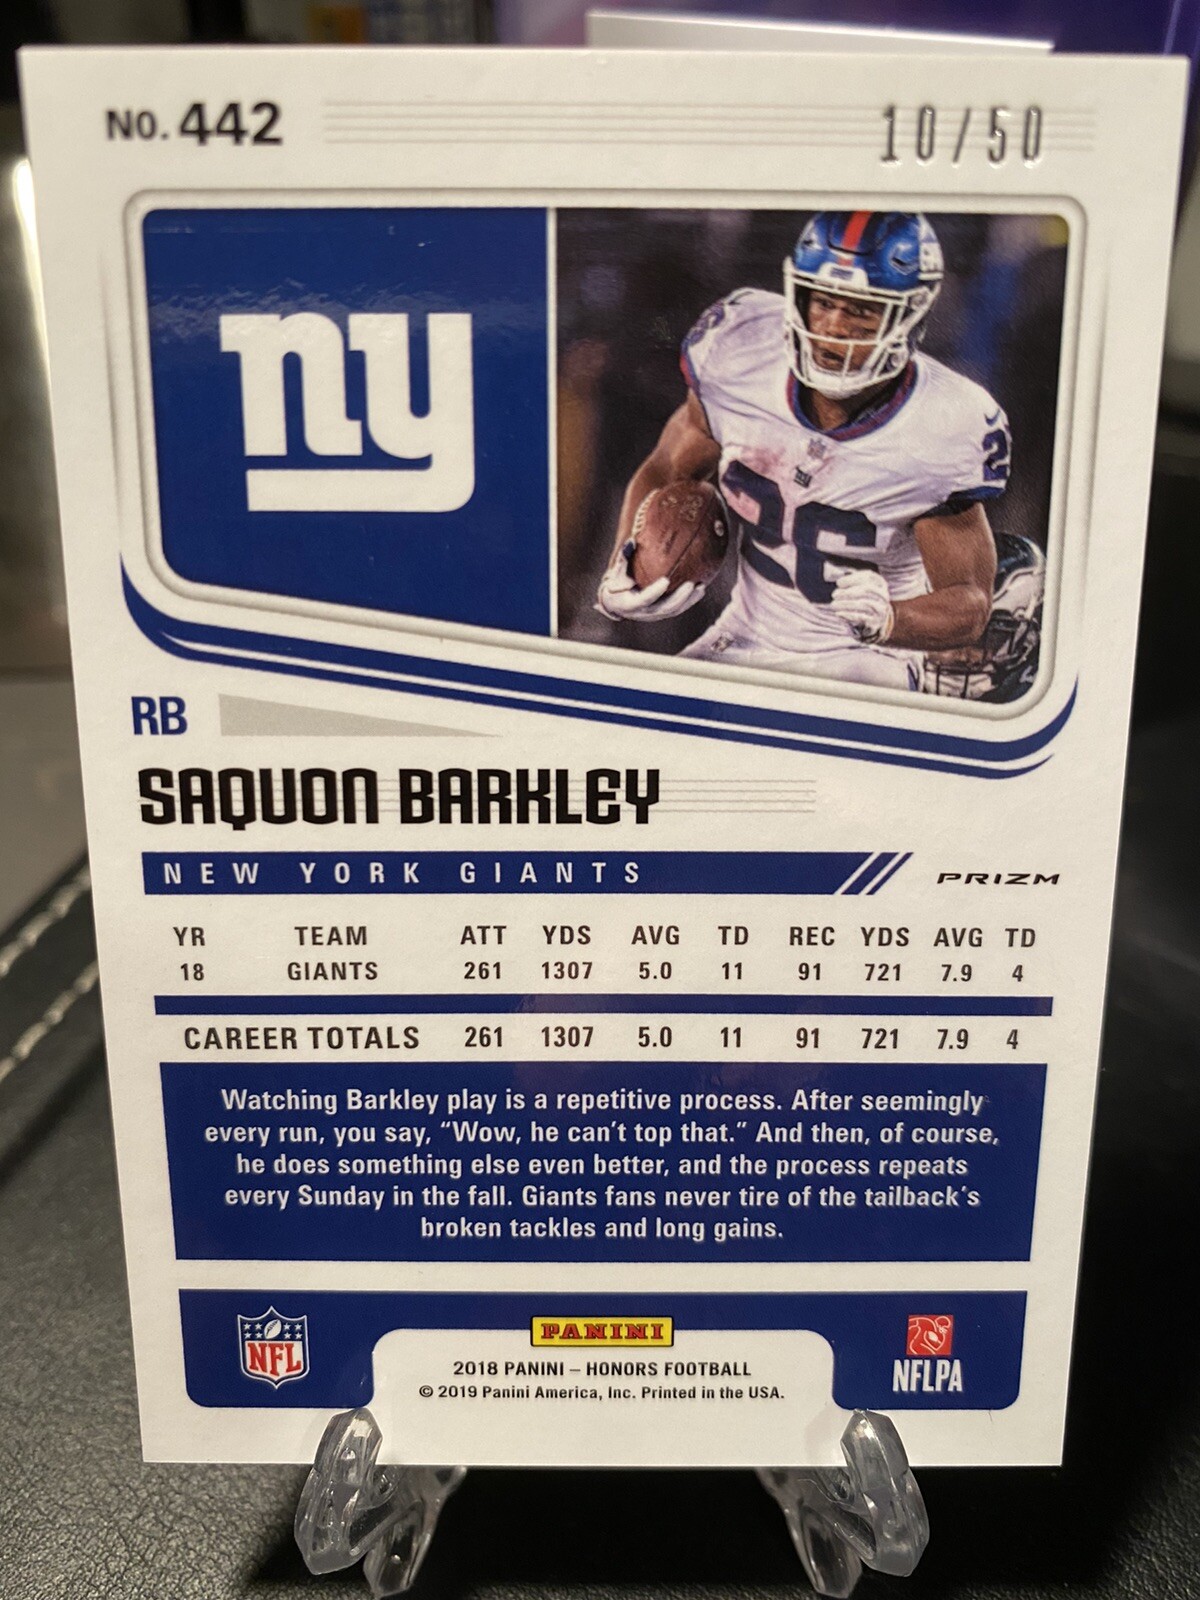 No. 442
10/50
ny
26
2
RB
SAQUON BARKLEY
NEW YORK GIANTS
PRIZM
YR TEAM ATT YDS AVG TD REC YDS AVG TD
18 GIANTS 261 1307 5.0 11 91 721 7.9 4
CAREER TOTALS 261 1307 5.0 11 91 721 7.9 4
Watching Barkley play is a repetitive process. After seemingly
every run, you say, “Wow, he can’t top that.” And then, of course,
he does something else even better, and the process repeats
every Sunday in the fall. Giants fans never tire of the tailback’s
broken tackles and long gains.
NFL
PANINI
NFLPA
2018 PANINI – HONORS FOOTBALL
© 2019 Panini America, Inc. Printed in the USA.